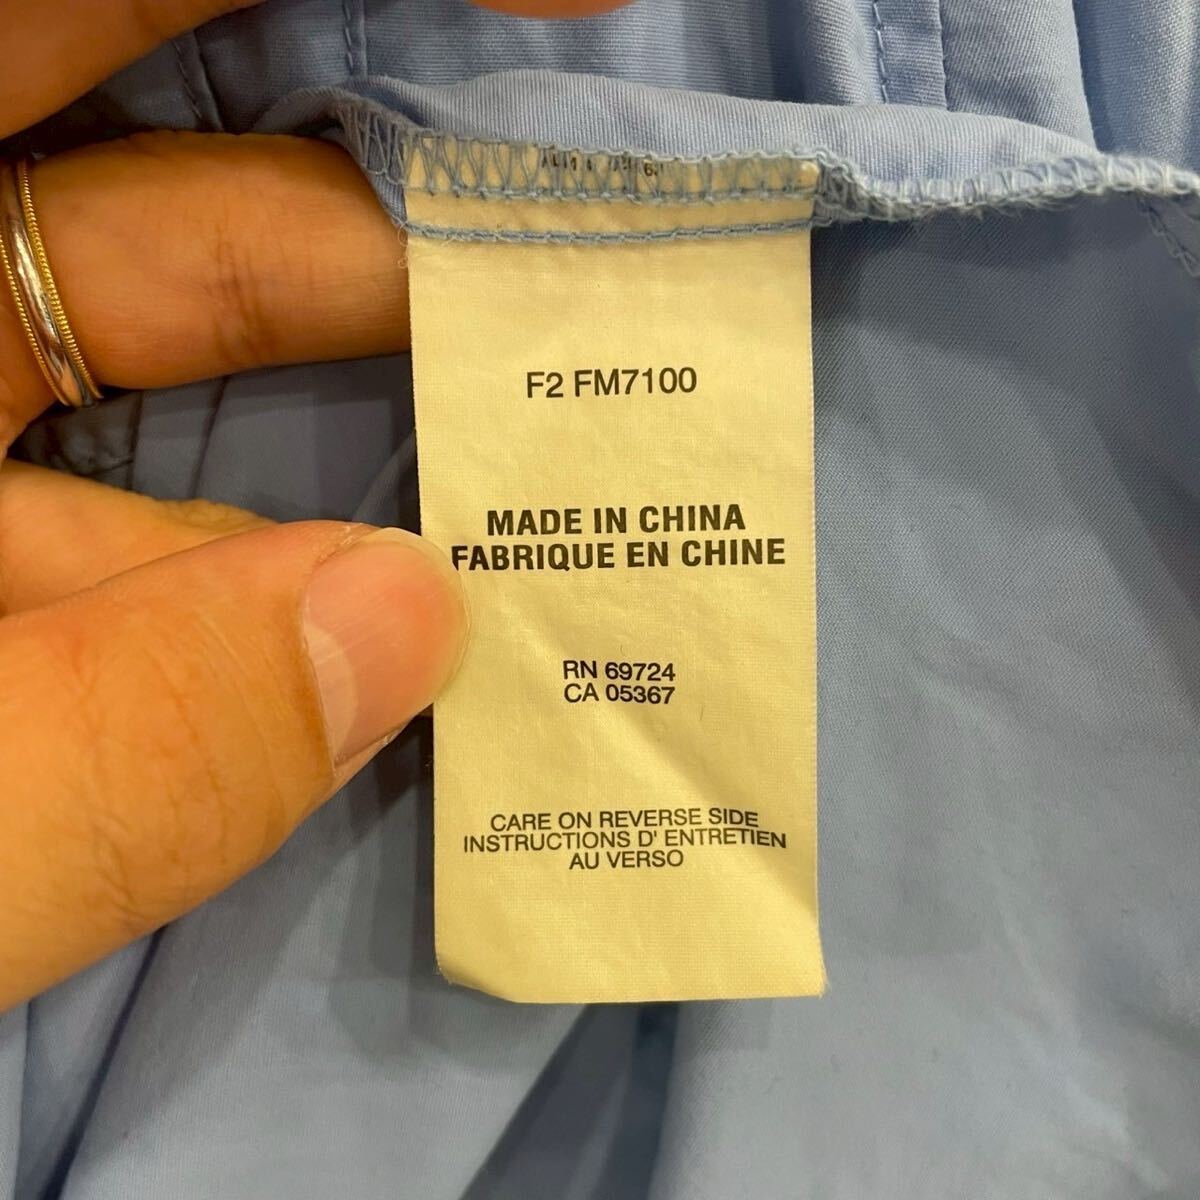 F2 FM7100
MADE IN CHINA
FABRIQUE EN CHINE
RN 69724
CA 05367
CARE ON REVERSE SIDE
INSTRUCTIONS D' ENTRETIEN
AU VERSO